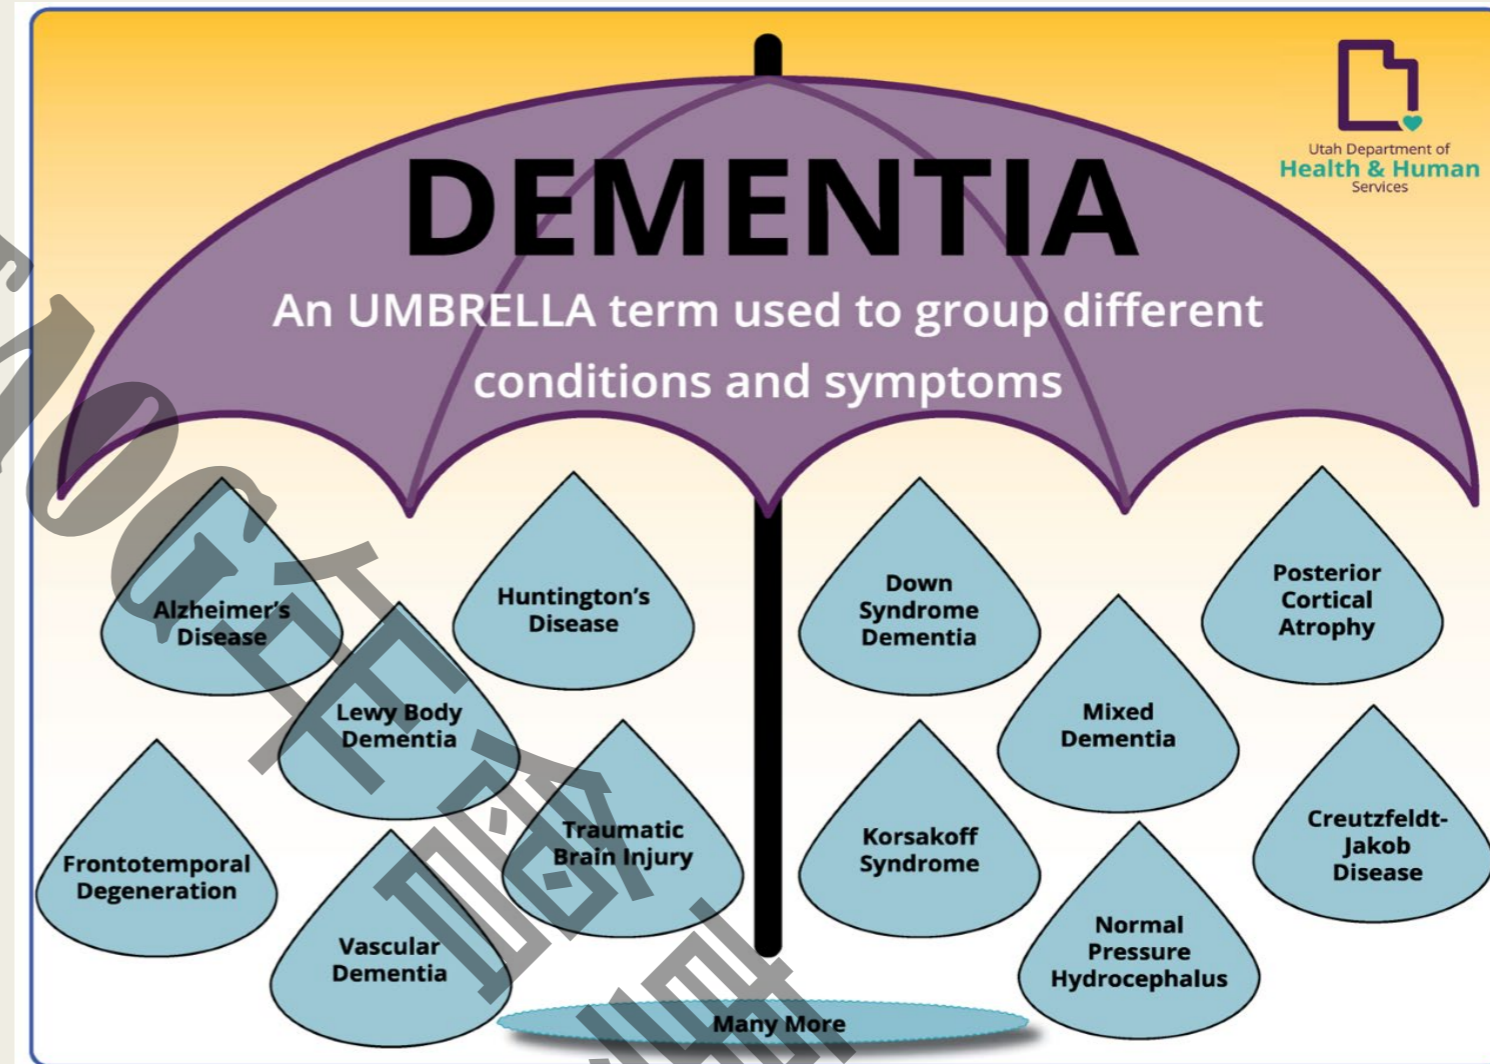 Utah Department of
Health & Human
Services
DEMENTIA
An UMBRELLA term used to group different
conditions and symptoms
Alzheimer's
Disease
Huntington's
Disease
Down
Syndrome
Dementia
Posterior
Cortical
Atrophy
Lewy Body
Dementia
Mixed
Dementia
Frontotemporal
Degeneration
Traumatic
Brain Injury
Korsakoff
Syndrome
Creutzfeldt-
Jakob
Disease
Vascular
Dementia
Normal
Pressure
Hydrocephalus
Many More